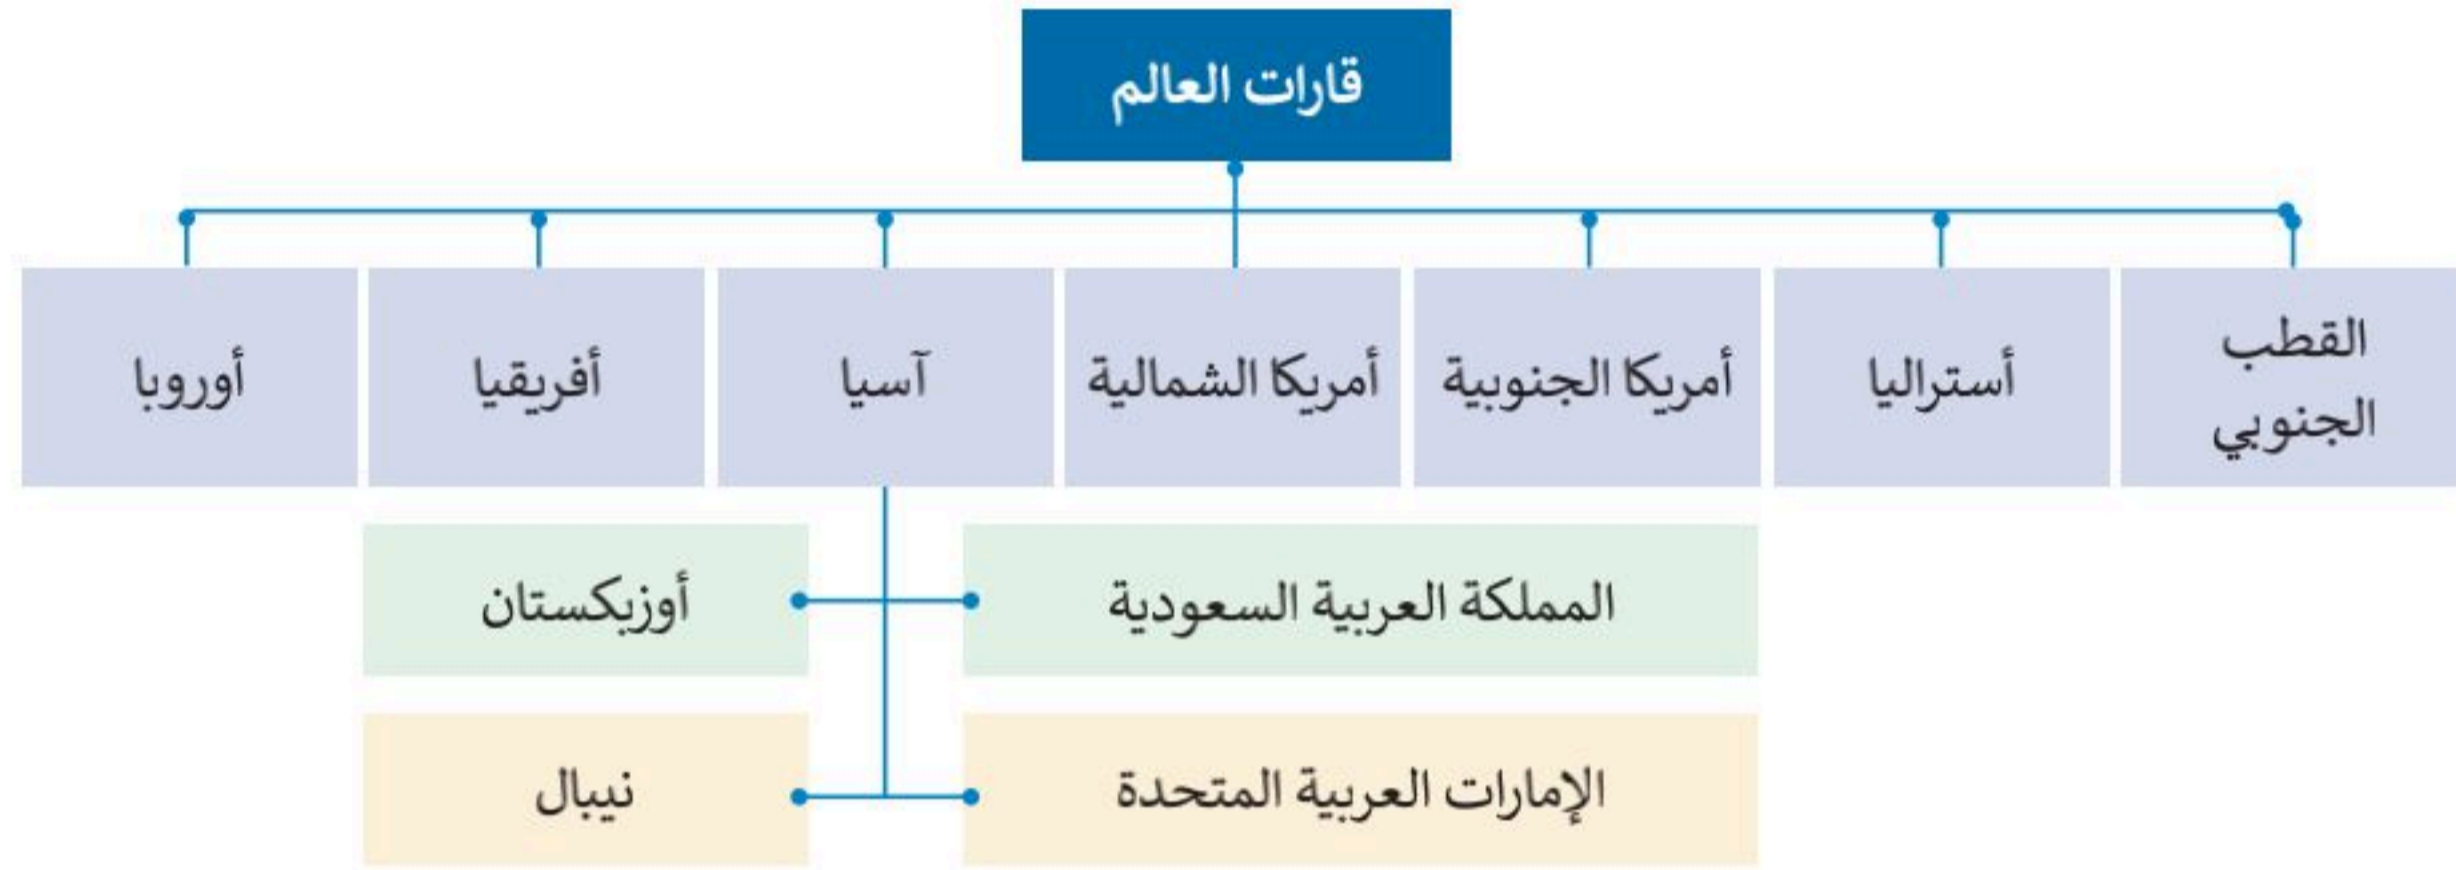 قارات العالم
القطب
الجنوبي
أستراليا
أمريكا الجنوبية
أمريكا الشمالية
آسيا
أفريقيا
أوروبا
المملكة العربية السعودية
أوزبكستان
الإمارات العربية المتحدة
نيبال